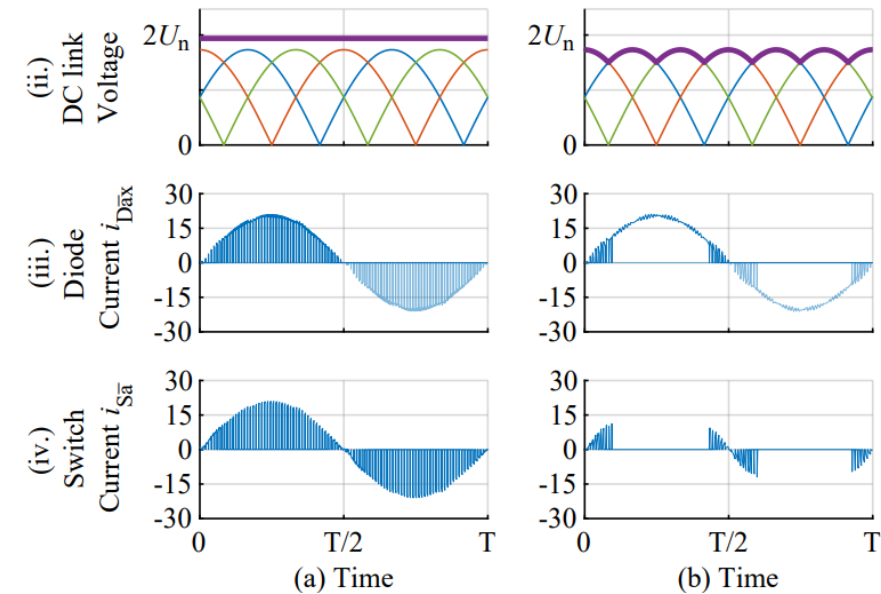 (ii.)
DC link
Voltage
2Uₙ
0
2Uₙ
0
(iii.)
Diode
Current i_Dāx
30
15
0
-15
-30
30
15
0
-15
-30
(iv.)
Switch
Current i_Sā
30
15
0
-15
-30
30
15
0
-15
-30
0 T/2 T
0 T/2 T
(a) Time
(b) Time